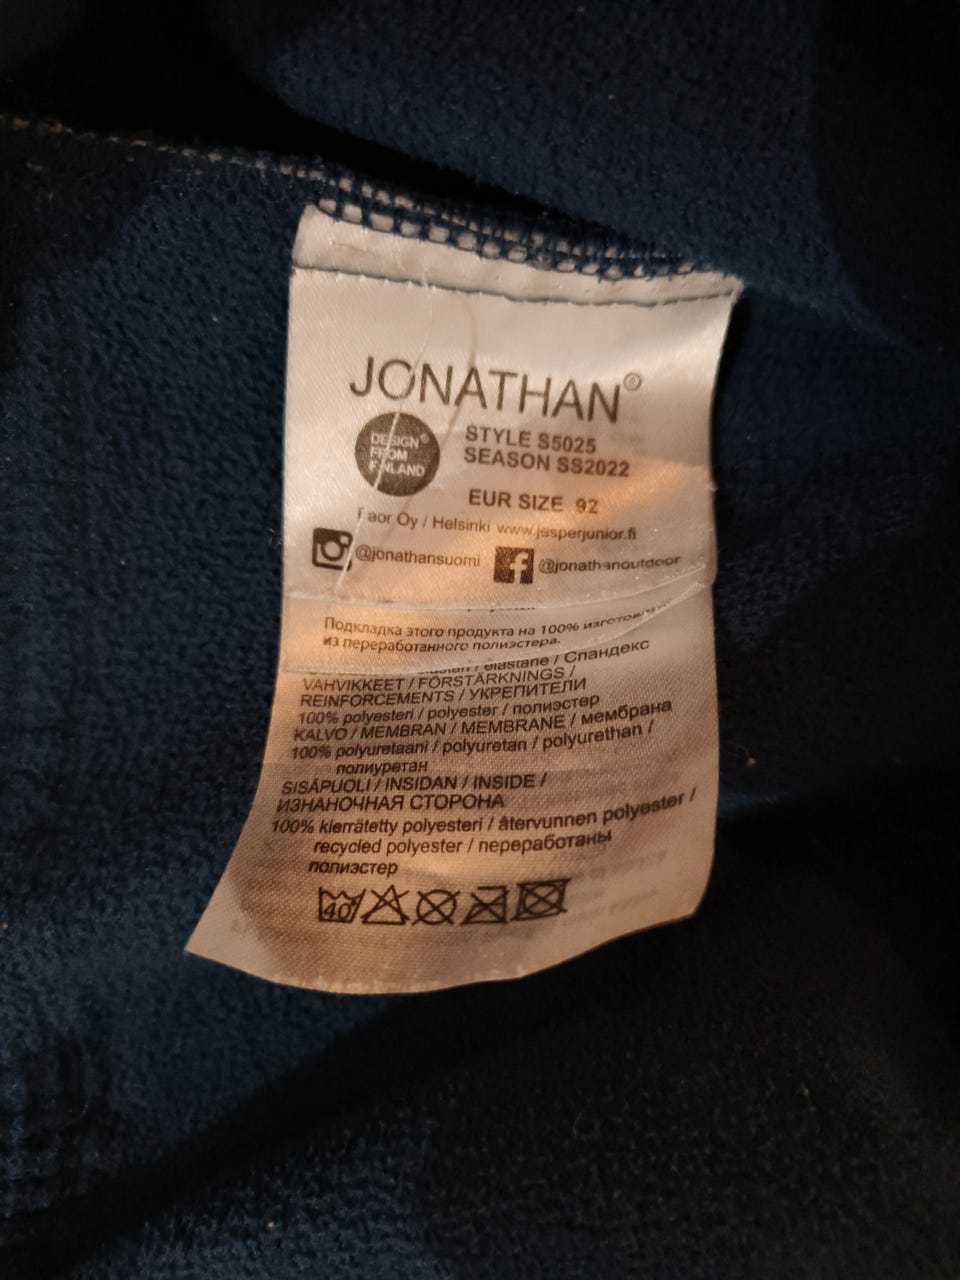 JONATHAN®
DESIGN®
FROM
FINLAND
STYLE S5025
SEASON SS2022
EUR SIZE 92
Oy / Helsinki www.jesperjunior.fi
@jonathansuomi
@jonathanoutdoor
Подкладка этого продукта на 100% изготовлена
из переработанного полиэстера.
elastaani / elastane / Спандекс
VAHVIKKEET / FÖRSTÄRKNINGS /
REINFORCEMENTS / УКРЕПИТЕЛИ
100% polyesteri / polyester / полиэстер
KALVO / MEMBRAN / MEMBRANE / мембрана
100% polyuretaani / polyuretan / polyurethan /
полиуретан
SISÄPUOLI / INSIDAN / INSIDE /
ИЗНАНОЧНАЯ СТОРОНА
100% kierrätetty polyesteri / återvunnen polyester /
recycled polyester / переработаны
полиэстер
40